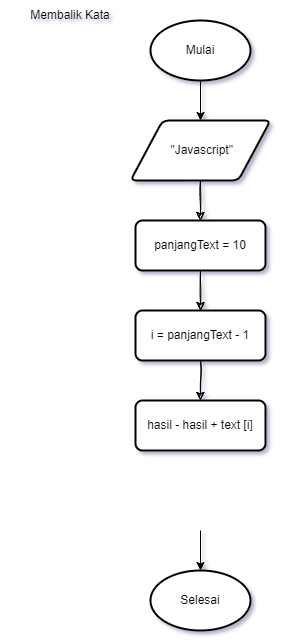 Membalik Kata
Mulai
"Javascript"
panjangText = 10
i = panjangText - 1
hasil - hasil + text [i]
Selesai